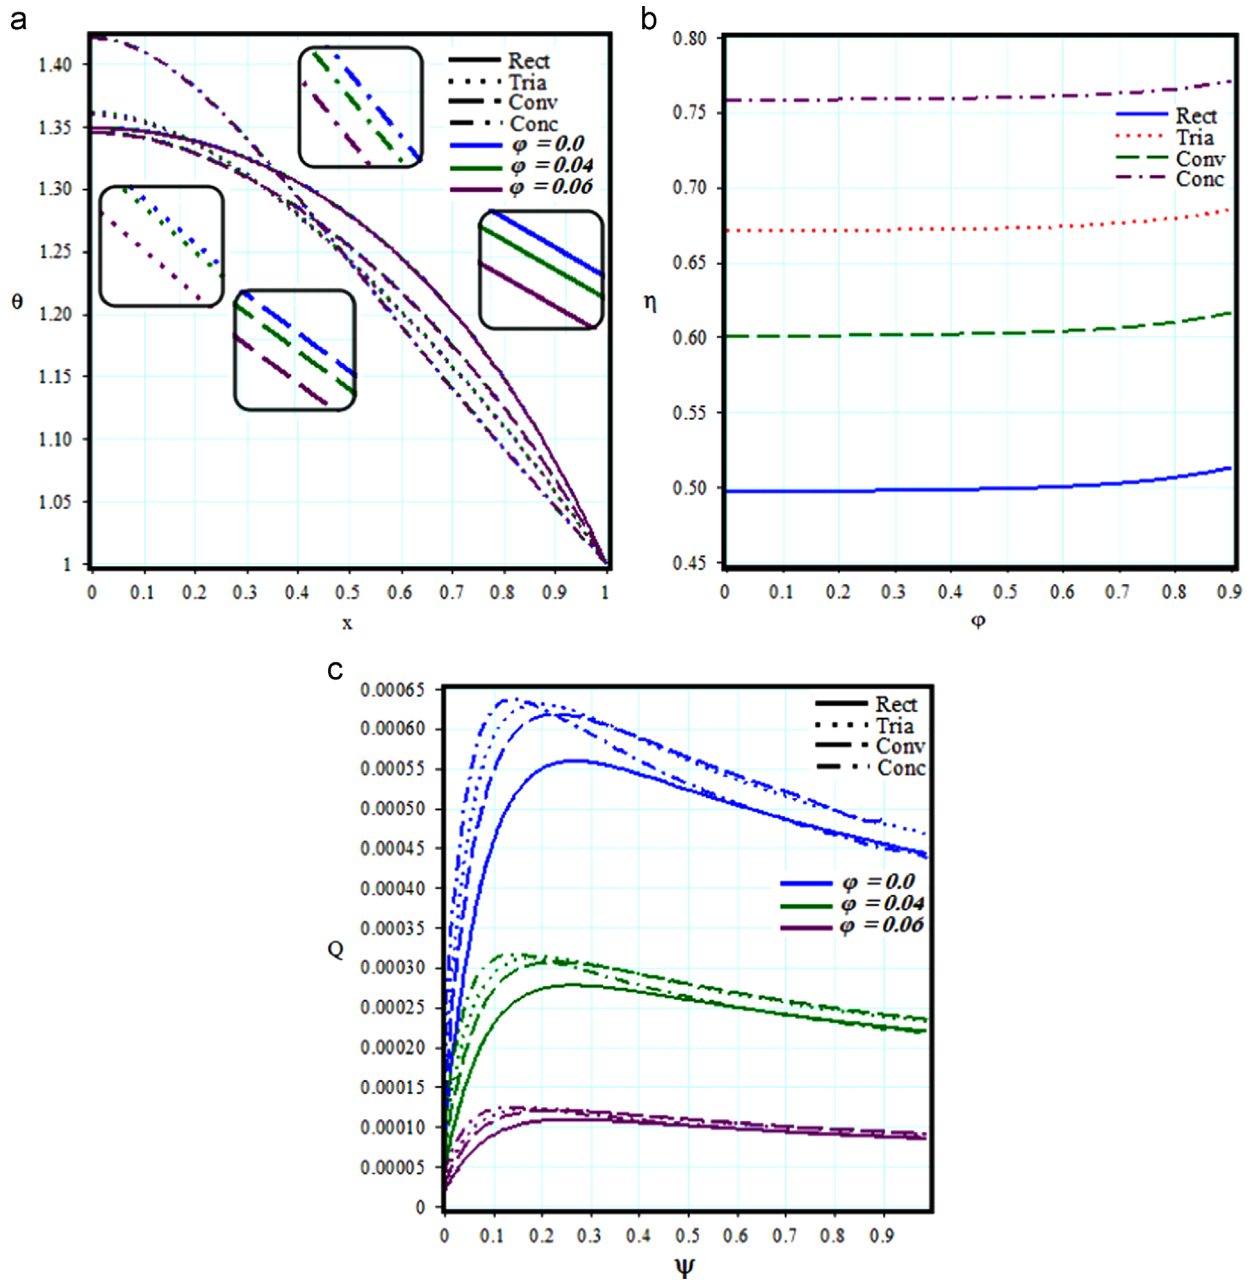 a
1.40
1.35
1.30
1.25
1.20
1.15
1.10
1.05
1
θ
Rect
Tria
Conv
Conc
φ = 0.0
φ = 0.04
φ = 0.06
0 0.1 0.2 0.3 0.4 0.5 0.6 0.7 0.8 0.9 1
x
b
0.80
0.75
0.70
0.65
0.60
0.55
0.50
0.45
η
Rect
Tria
Conv
Conc
0 0.1 0.2 0.3 0.4 0.5 0.6 0.7 0.8 0.9
φ
c
0.00065
0.00060
0.00055
0.00050
0.00045
0.00040
0.00035
0.00030
0.00025
0.00020
0.00015
0.00010
0.00005
0
Q
Rect
Tria
Conv
Conc
φ = 0.0
φ = 0.04
φ = 0.06
0 0.1 0.2 0.3 0.4 0.5 0.6 0.7 0.8 0.9
ψ